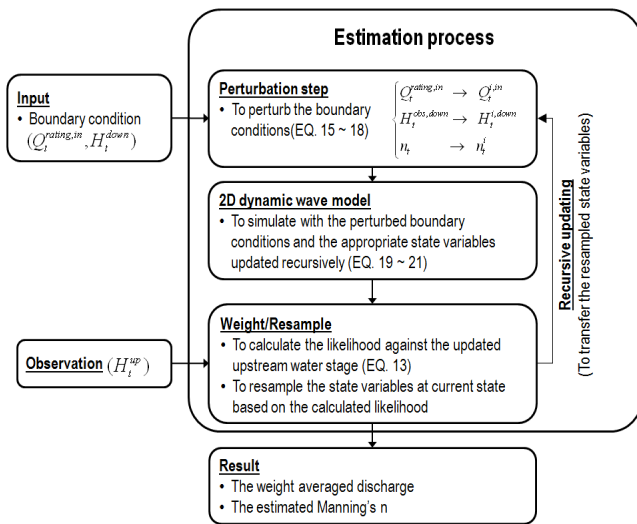 Estimation process
Input
• Boundary condition
(Q_t^{rating,in}, H_t^{down})
Perturbation step
• To perturb the boundary
conditions(EQ. 15 ~ 18)
Q_t^{rating,in} → Q_t^{i,in}
H_t^{obs,down} → H_t^{i,down}
n_t → n_t^i
2D dynamic wave model
• To simulate with the perturbed boundary
conditions and the appropriate state variables
updated recursively (EQ. 19 ~ 21)
Weight/Resample
• To calculate the likelihood against the updated
upstream water stage
(EQ. 13)
• To resample the state variables at current state
based on the calculated likelihood
Observation (H_t^{up})
Recursive updating
(To transfer the resampled state variables)
Result
• The weight averaged discharge
• The estimated Manning's n